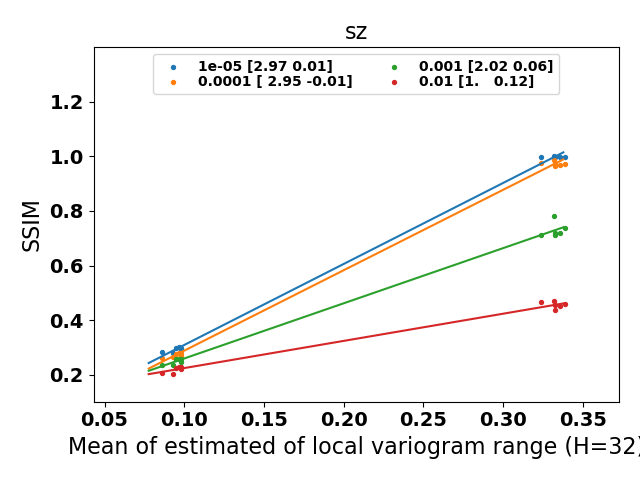 sz
1e-05 [2.97 0.01]
0.0001 [ 2.95 -0.01]
0.001 [2.02 0.06]
0.01 [1.   0.12]
SSIM
1.2
1.0
0.8
0.6
0.4
0.2
0.05 0.10 0.15 0.20 0.25 0.30 0.35
Mean of estimated of local variogram range (H=32)